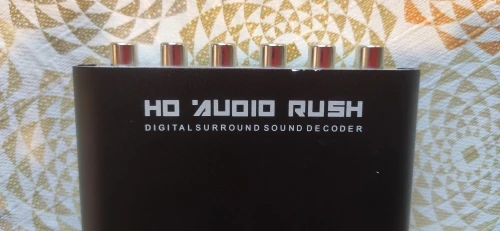 HD AUDIO RUSH
DIGITAL SURROUND SOUND DECODER